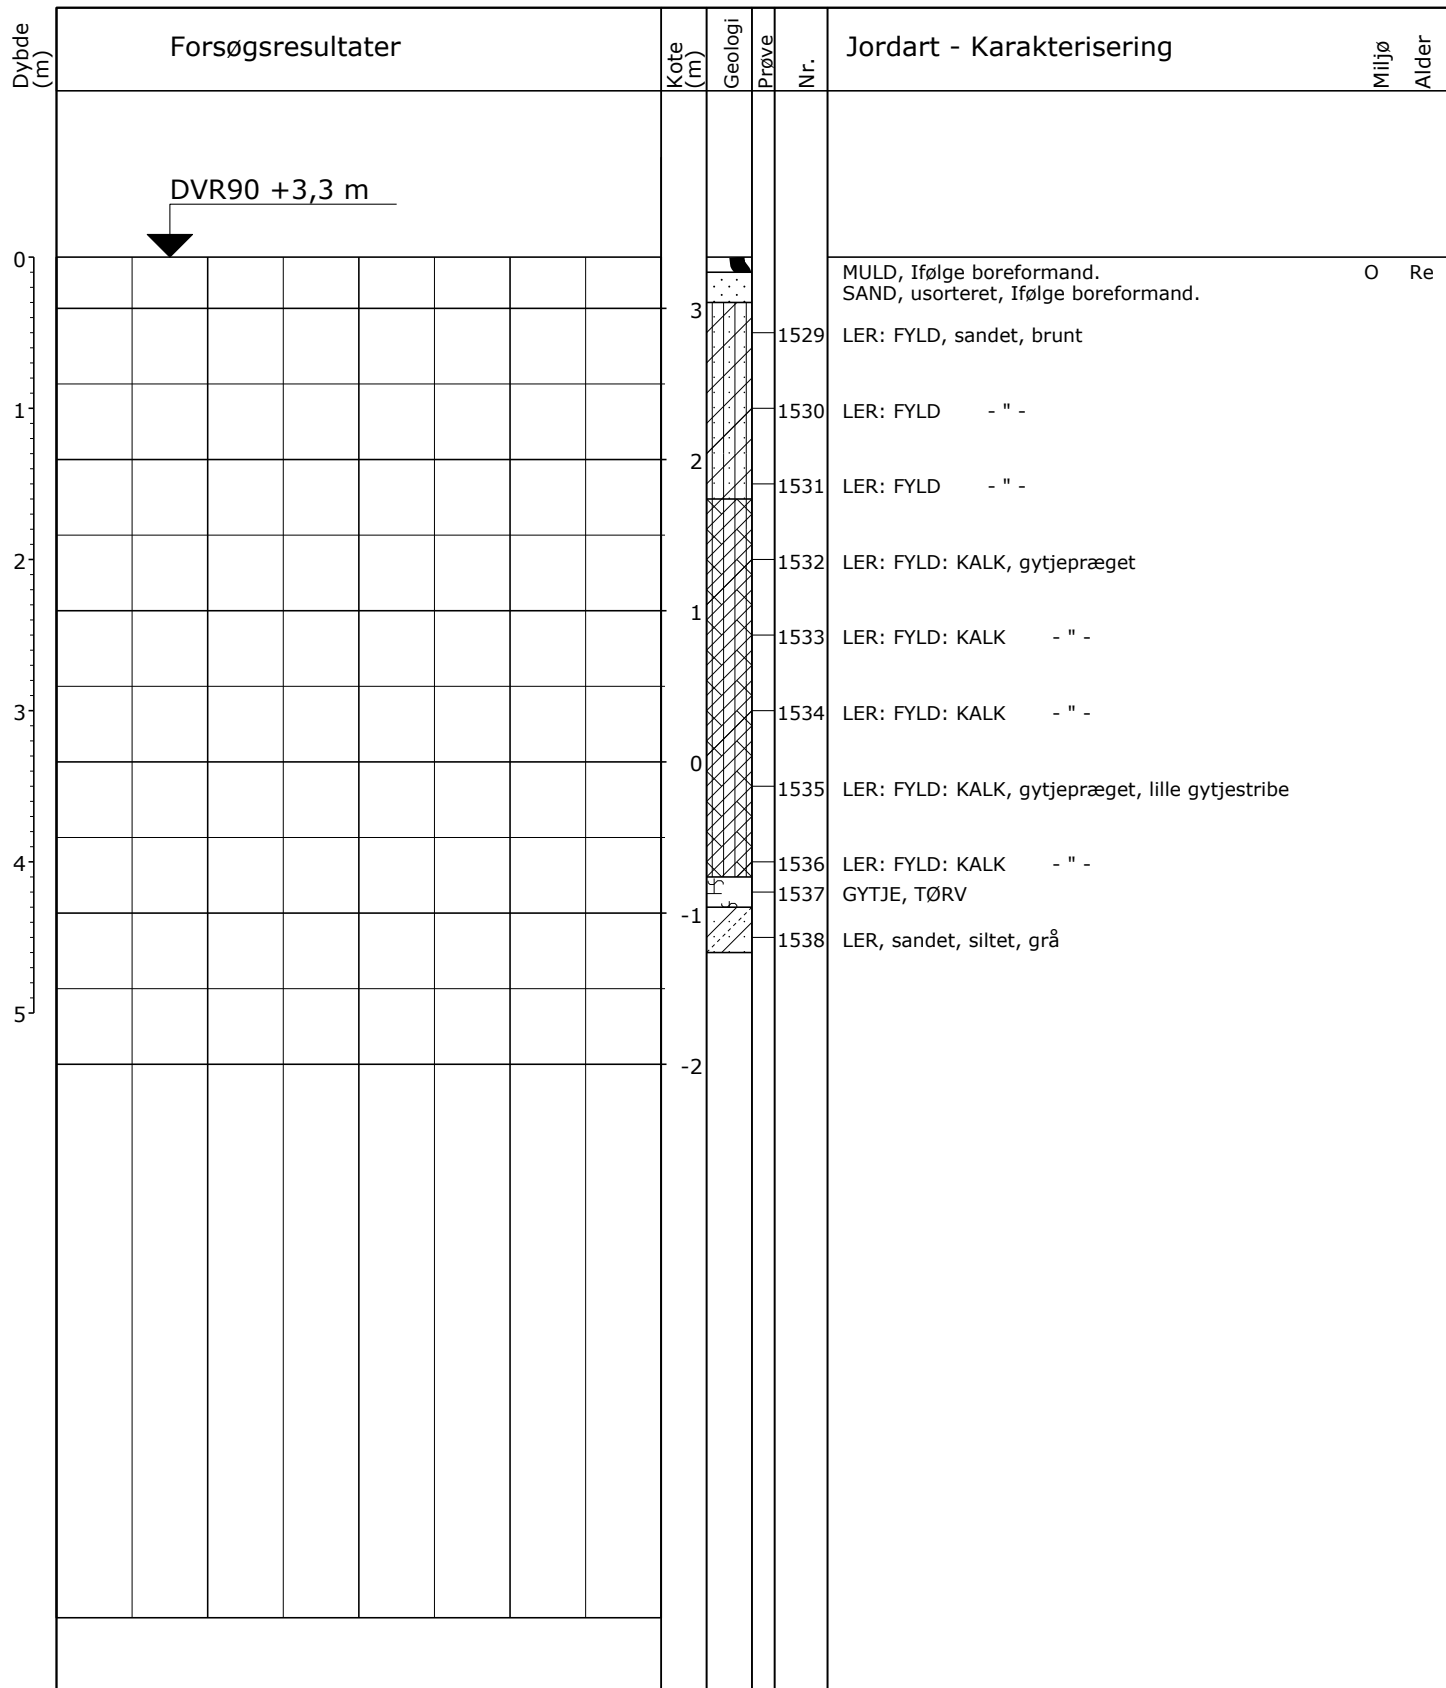 Dybde (m)
Forsøgsresultater
Kote (m)
Geologi
Prøve
Nr.
Jordart - Karakterisering
Miljø
Alder
DVR90 +3,3 m
0
MULD, Ifølge boreformand. O Re
SAND, usorteret, Ifølge boreformand.
3
1529 LER: FYLD, sandet, brunt
1
1530 LER: FYLD - " -
2
1531 LER: FYLD - " -
2
1532 LER: FYLD: KALK, gytjepræget
1
1533 LER: FYLD: KALK - " -
3
1534 LER: FYLD: KALK - " -
0
1535 LER: FYLD: KALK, gytjepræget, lille gytjestribe
4
1536 LER: FYLD: KALK - " -
1537 GYTJE, TØRV
-1
1538 LER, sandet, siltet, grå
5
-2